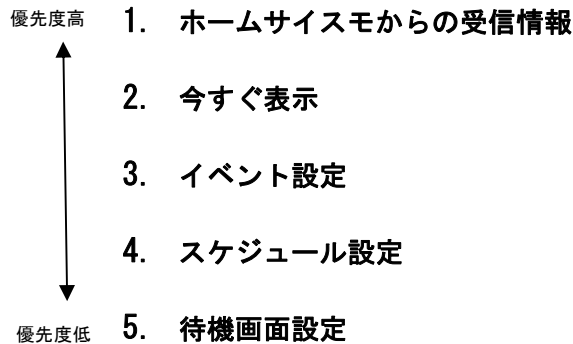 優先度高
1. ホームサイスモからの受信情報
2. 今すぐ表示
3. イベント設定
4. スケジュール設定
優先度低
5. 待機画面設定